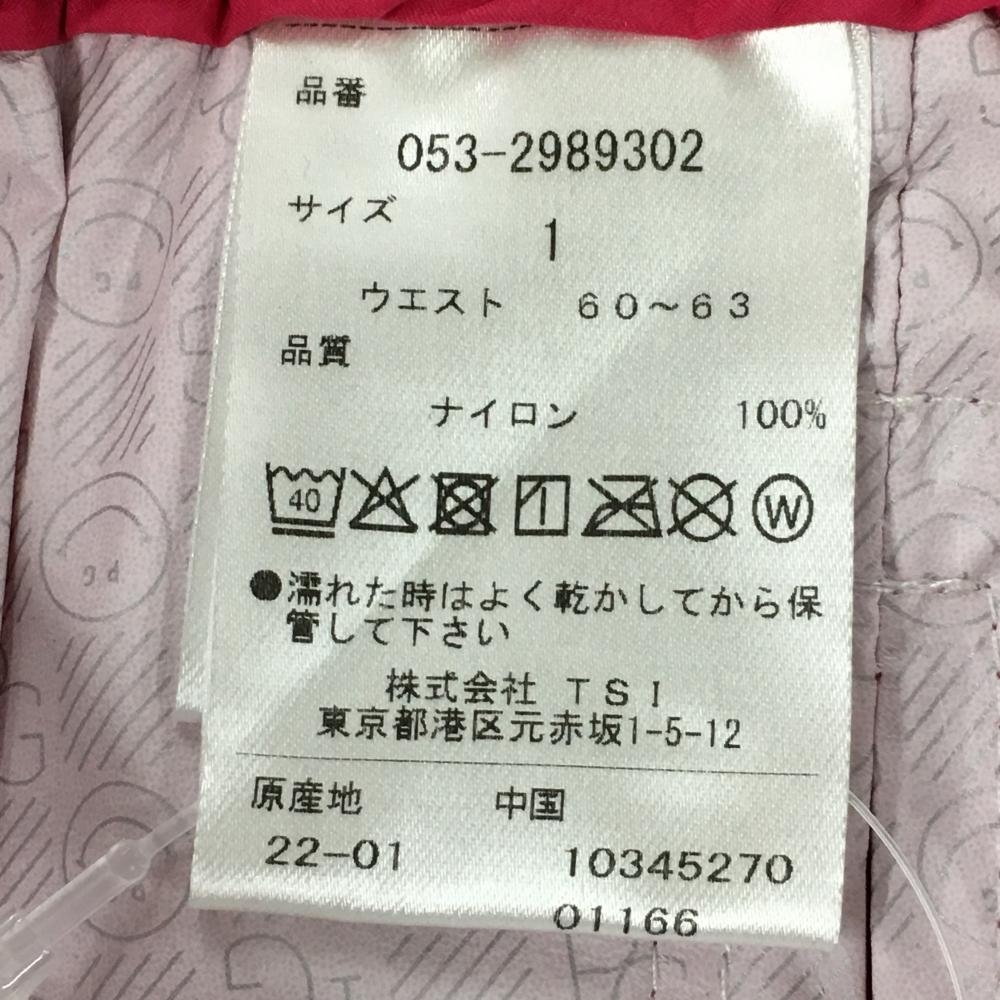 品番
053-2989302
サイズ
1
ウエスト 60～63
品質
ナイロン 100%
40
W
●濡れた時はよく乾かしてから保
管して下さい
株式会社 TSI
東京都港区元赤坂1-5-12
原産地 中国
22-01 10345270
01166
gd
gd